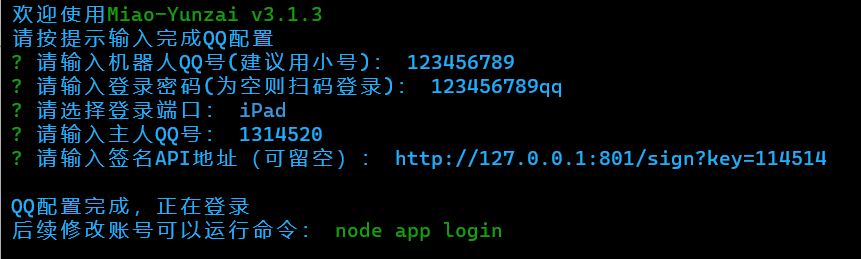 欢迎使用Miao-Yunzai v3.1.3
请按提示输入完成QQ配置
? 请输入机器人QQ号(建议用小号)： 123456789
? 请输入登录密码(为空则扫码登录)： 123456789qq
? 请选择登录端口： iPad
? 请输入主人QQ号： 1314520
? 请输入签名API地址（可留空）： http://127.0.0.1:801/sign?key=114514
QQ配置完成，正在登录
后续修改账号可以运行命令： node app login